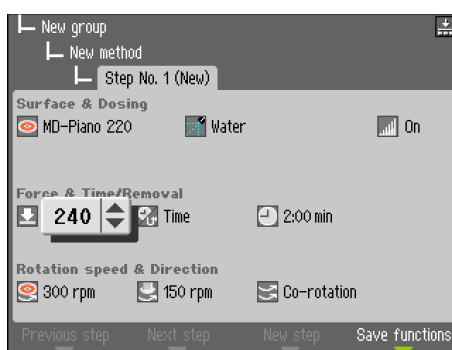 New group
New method
Step No. 1 (New)
Surface & Dosing
MD-Piano 220 Water On
Force & Time/Removal
240 Time 2:00 min
Rotation speed & Direction
300 rpm 150 rpm Co-rotation
Previous step Next step New step Save functions